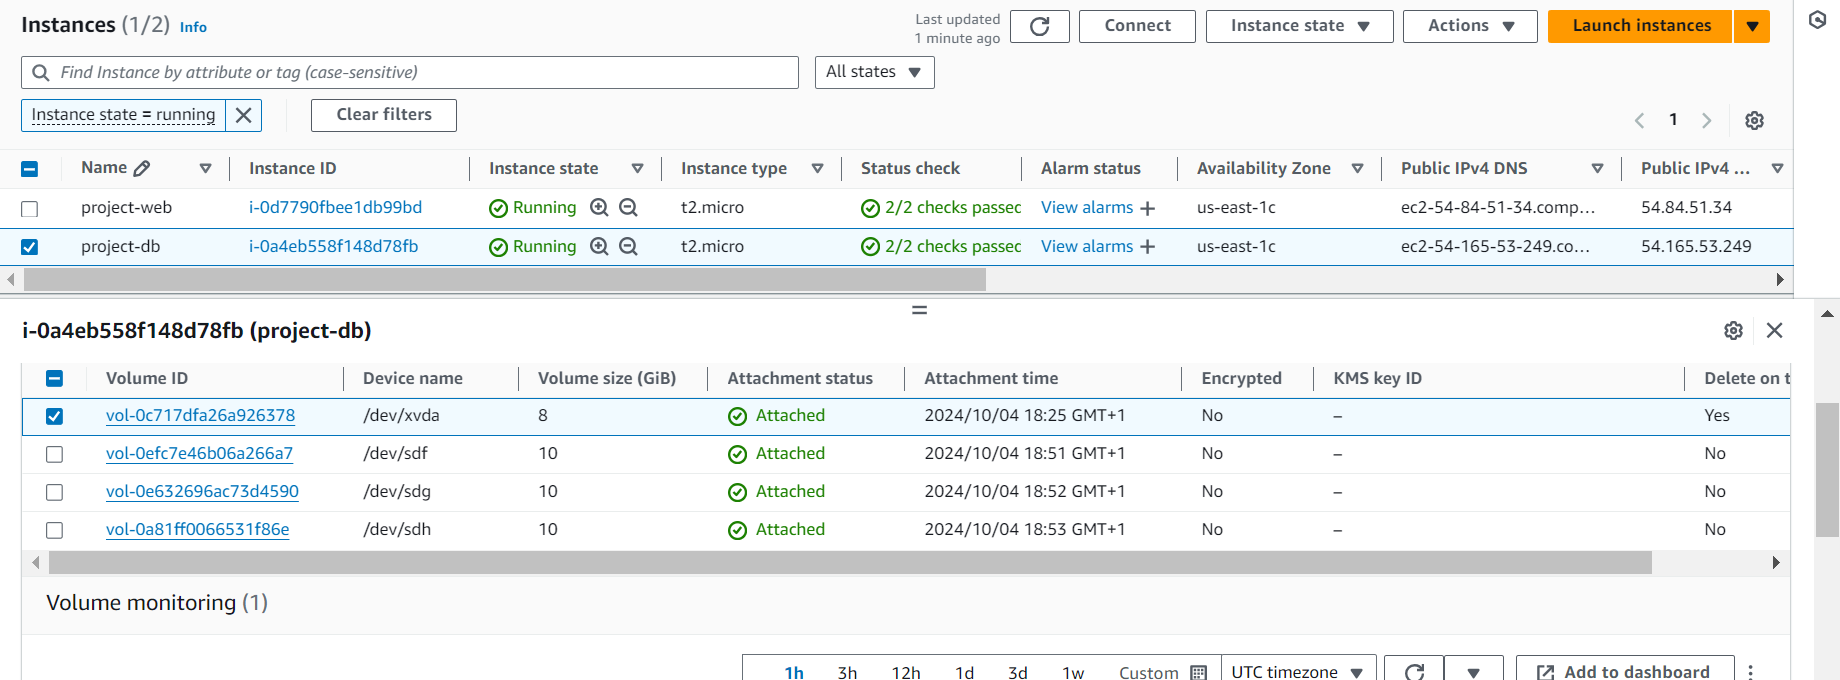 Instances (1/2) Info
Last updated
1 minute ago
Connect
Instance state
Actions
Launch instances
Find Instance by attribute or tag (case-sensitive)
All states
Instance state = running
Clear filters
1
Name Instance ID Instance state Instance type Status check Alarm status Availability Zone Public IPv4 DNS Public IPv4 ...
project-web i-0d7790fbee1db99bd Running t2.micro 2/2 checks passec View alarms + us-east-1c ec2-54-84-51-34.comp... 54.84.51.34
project-db i-0a4eb558f148d78fb Running t2.micro 2/2 checks passec View alarms + us-east-1c ec2-54-165-53-249.co... 54.165.53.249
i-0a4eb558f148d78fb (project-db)
Volume ID Device name Volume size (GiB) Attachment status Attachment time Encrypted KMS key ID Delete on t
vol-0c717dfa26a926378 /dev/xvda 8 Attached 2024/10/04 18:25 GMT+1 No – Yes
vol-0efc7e46b06a266a7 /dev/sdf 10 Attached 2024/10/04 18:51 GMT+1 No – No
vol-0e632696ac73d4590 /dev/sdg 10 Attached 2024/10/04 18:52 GMT+1 No – No
vol-0a81ff0066531f86e /dev/sdh 10 Attached 2024/10/04 18:53 GMT+1 No – No
Volume monitoring (1)
1h 3h 12h 1d 3d 1w Custom UTC timezone Add to dashboard